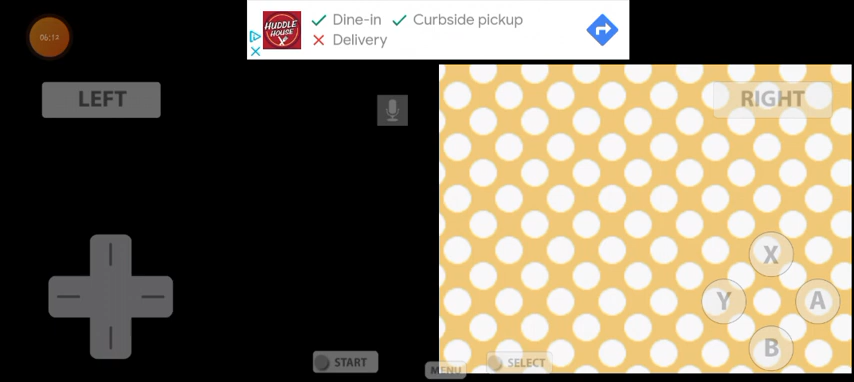 06:12
HUDDLE
HOUSE
Dine-in Curbside pickup
Delivery
LEFT
RIGHT
X
Y
A
B
START
MENU
SELECT